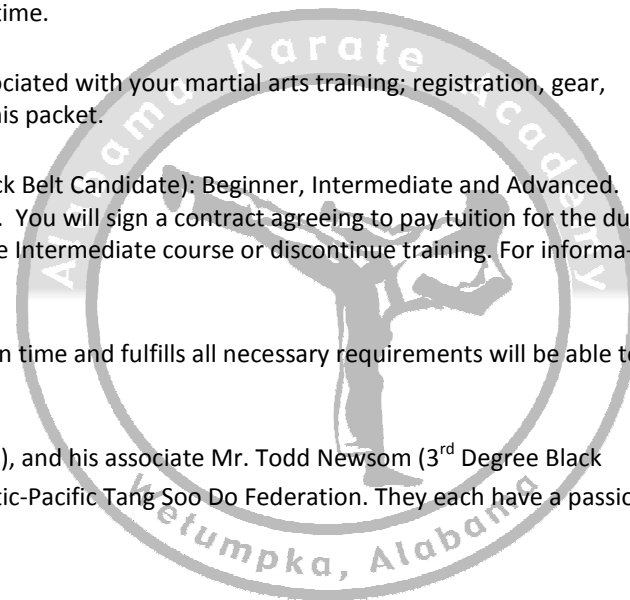 time.
ociated with your martial arts training; registration, gear,
his packet.
ck Belt Candidate): Beginner, Intermediate and Advanced.
. You will sign a contract agreeing to pay tuition for the du
e Intermediate course or discontinue training. For informa-
n time and fulfills all necessary requirements will be able to
), and his associate Mr. Todd Newsom (3rd Degree Black
tic-Pacific Tang Soo Do Federation. They each have a passio
Alabama Karate Academy
Wetumpka, Alabama